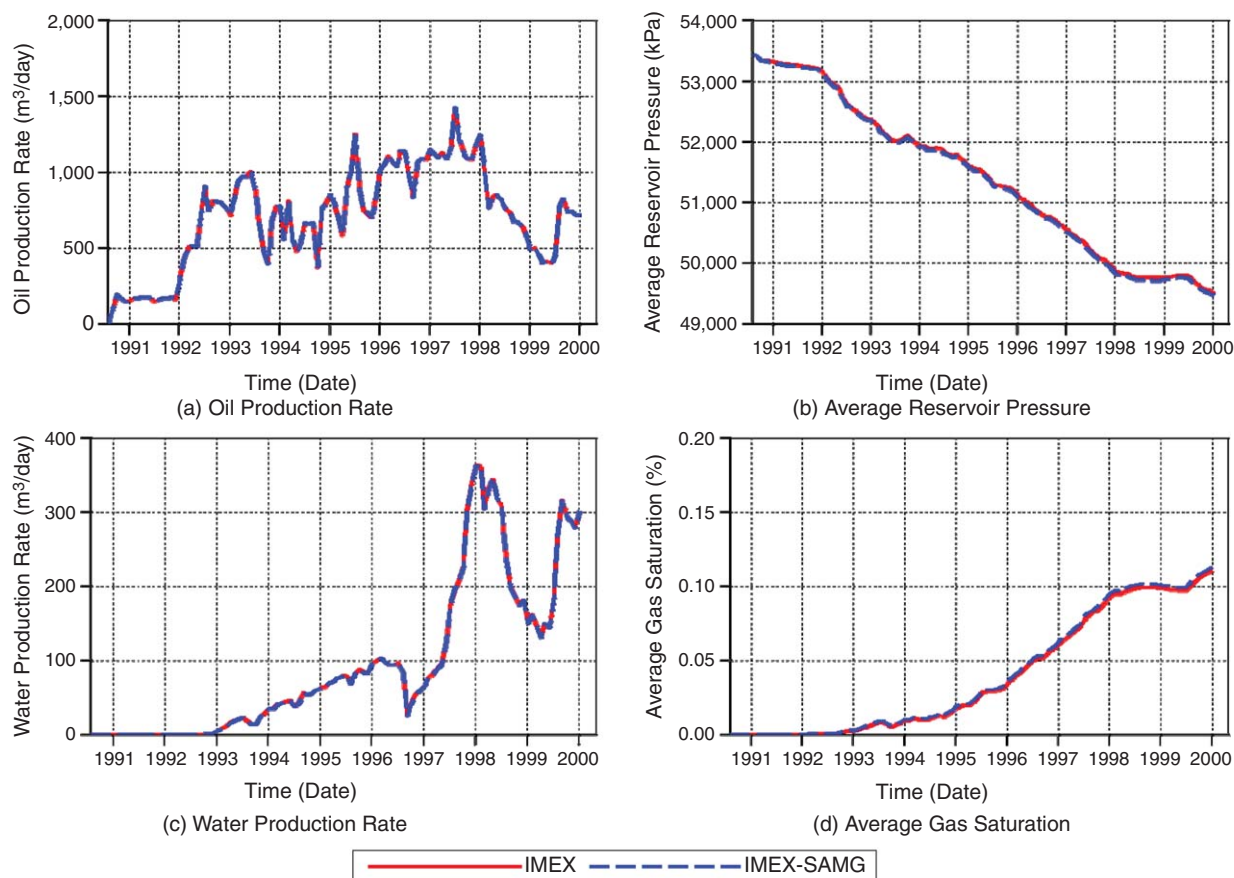 2,000
1,500
1,000
500
0
Oil Production Rate (m³/day)
1991 1992 1993 1994 1995 1996 1997 1998 1999 2000
Time (Date)
(a) Oil Production Rate
54,000
53,000
52,000
51,000
50,000
49,000
Average Reservoir Pressure (kPa)
1991 1992 1993 1994 1995 1996 1997 1998 1999 2000
Time (Date)
(b) Average Reservoir Pressure
400
300
200
100
0
Water Production Rate (m³/day)
1991 1992 1993 1994 1995 1996 1997 1998 1999 2000
Time (Date)
(c) Water Production Rate
0.20
0.15
0.10
0.05
0.00
Average Gas Saturation (%)
1991 1992 1993 1994 1995 1996 1997 1998 1999 2000
Time (Date)
(d) Average Gas Saturation
IMEX IMEX-SAMG